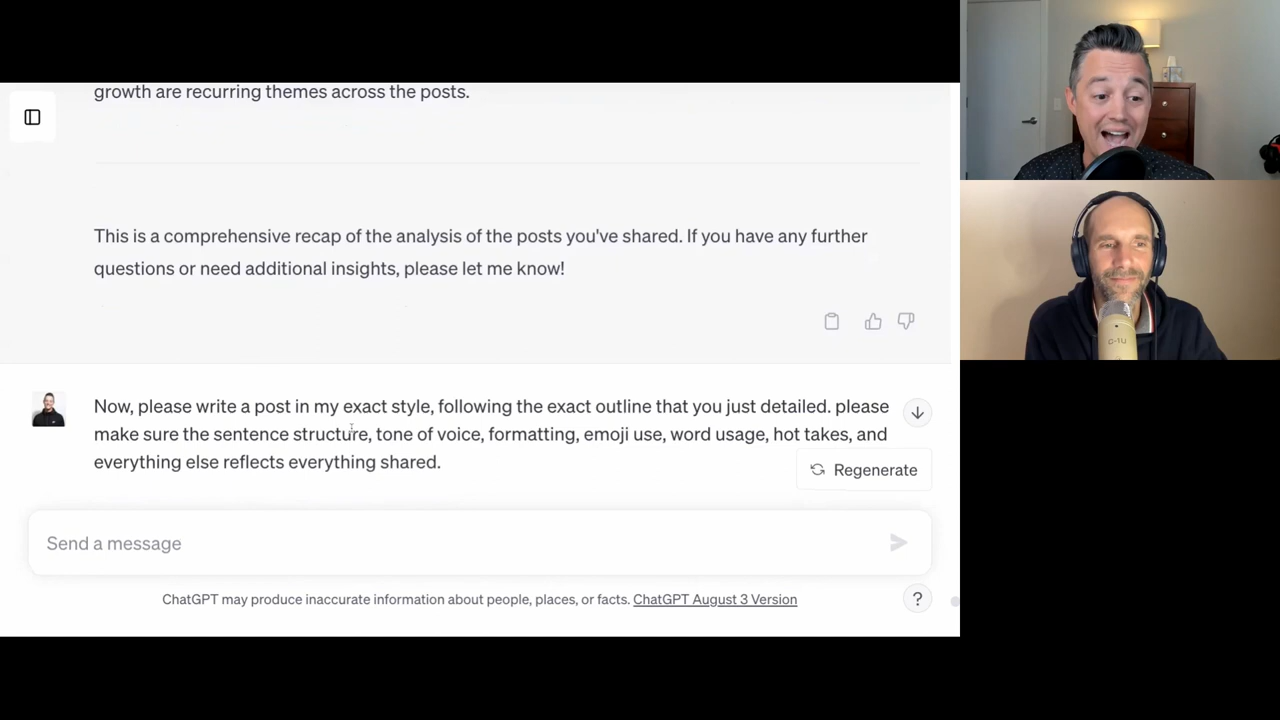 growth are recurring themes across the posts.
This is a comprehensive recap of the analysis of the posts you've shared. If you have any further
questions or need additional insights, please let me know!
Now, please write a post in my exact style, following the exact outline that you just detailed. please
make sure the sentence structure, tone of voice, formatting, emoji use, word usage, hot takes, and
everything else reflects everything shared.
Regenerate
Send a message
ChatGPT may produce inaccurate information about people, places, or facts. ChatGPT August 3 Version
?
C-1U